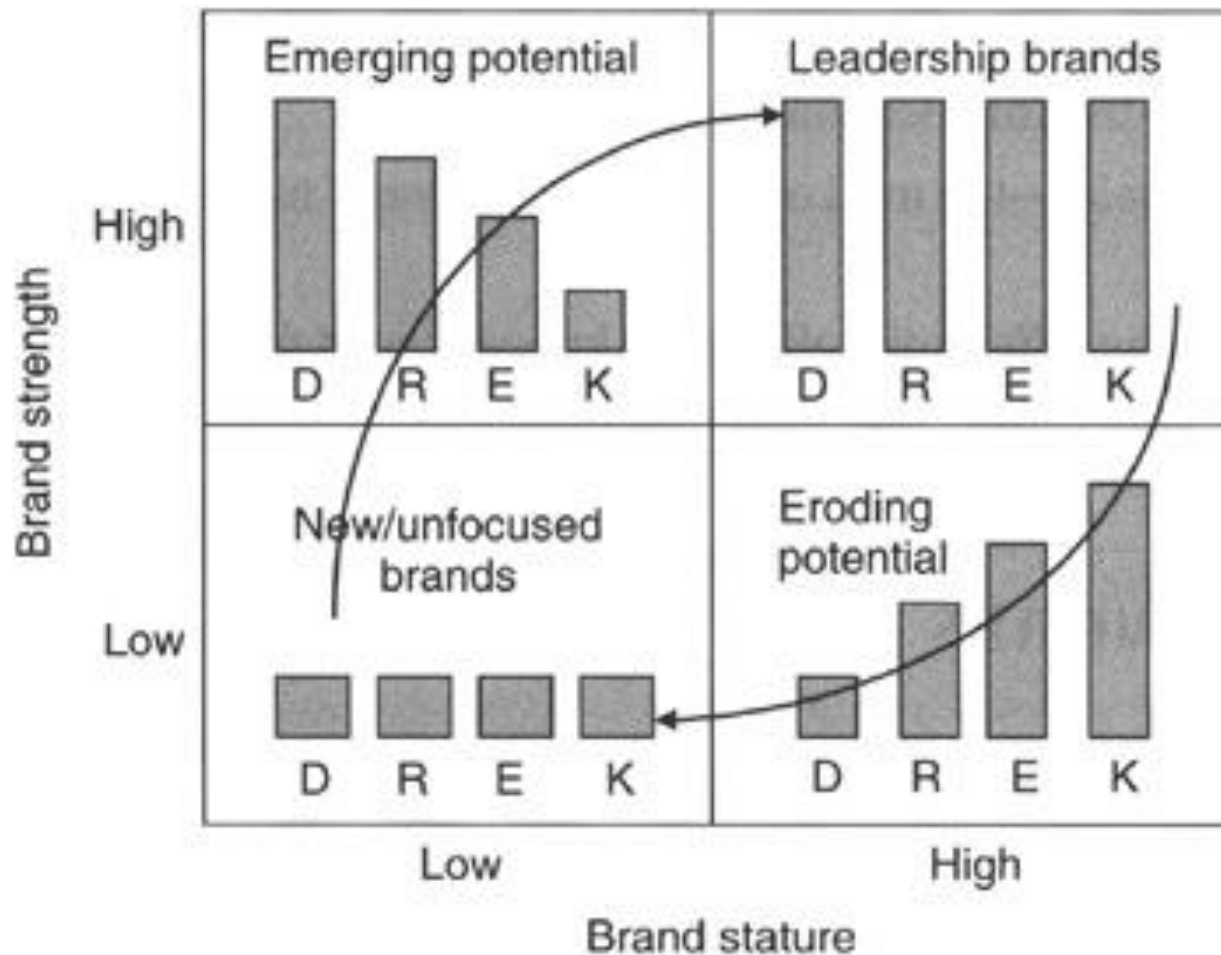 Emerging potential
Leadership brands
High
D R E K
D R E K
Brand strength
New/unfocused
brands
Eroding
potential
Low
D R E K
D R E K
Low
High
Brand stature